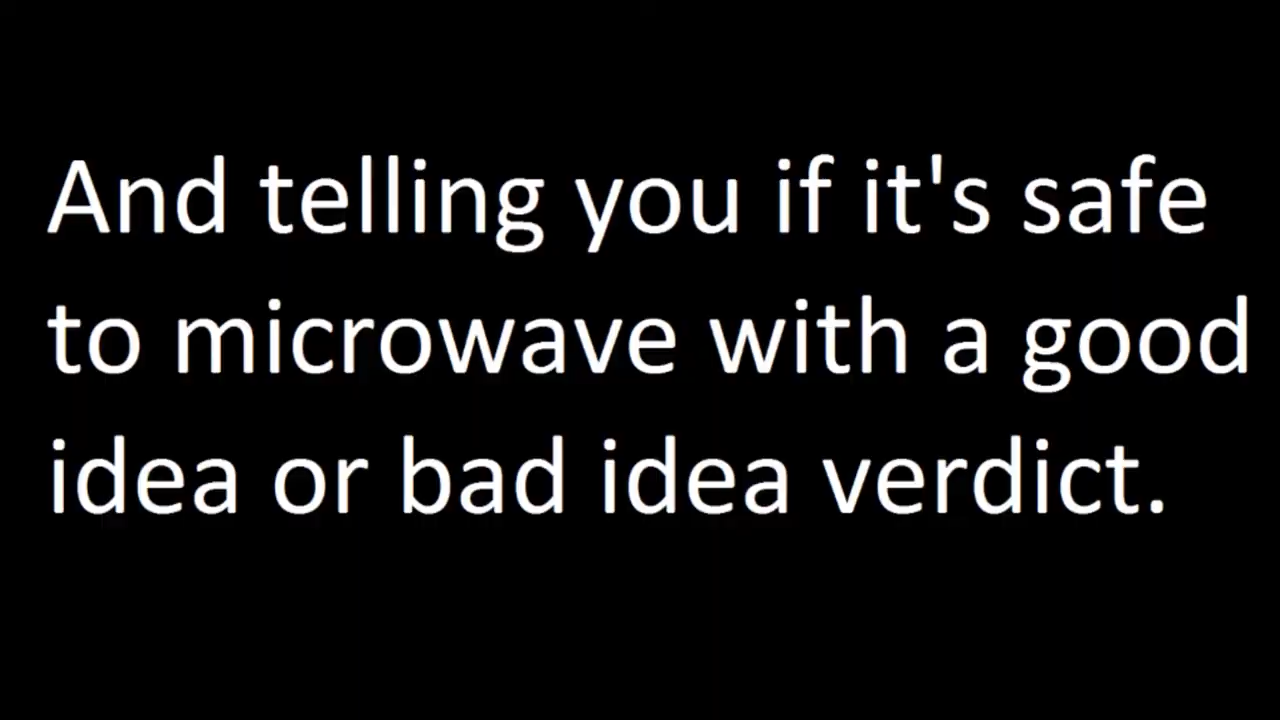 And telling you if it's safe
to microwave with a good
idea or bad idea verdict.